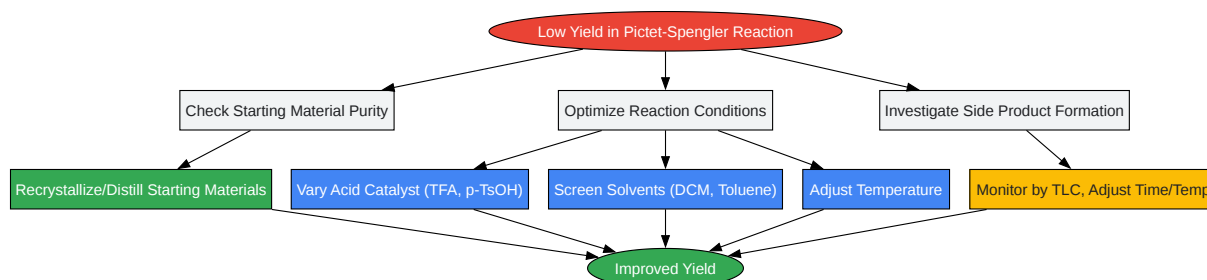 Low Yield in Pictet-Spengler Reaction
Check Starting Material Purity
Optimize Reaction Conditions
Investigate Side Product Formation
Recrystallize/Distill Starting Materials
Vary Acid Catalyst (TFA, p-TsOH)
Screen Solvents (DCM, Toluene)
Adjust Temperature
Monitor by TLC, Adjust Time/Temp
Improved Yield